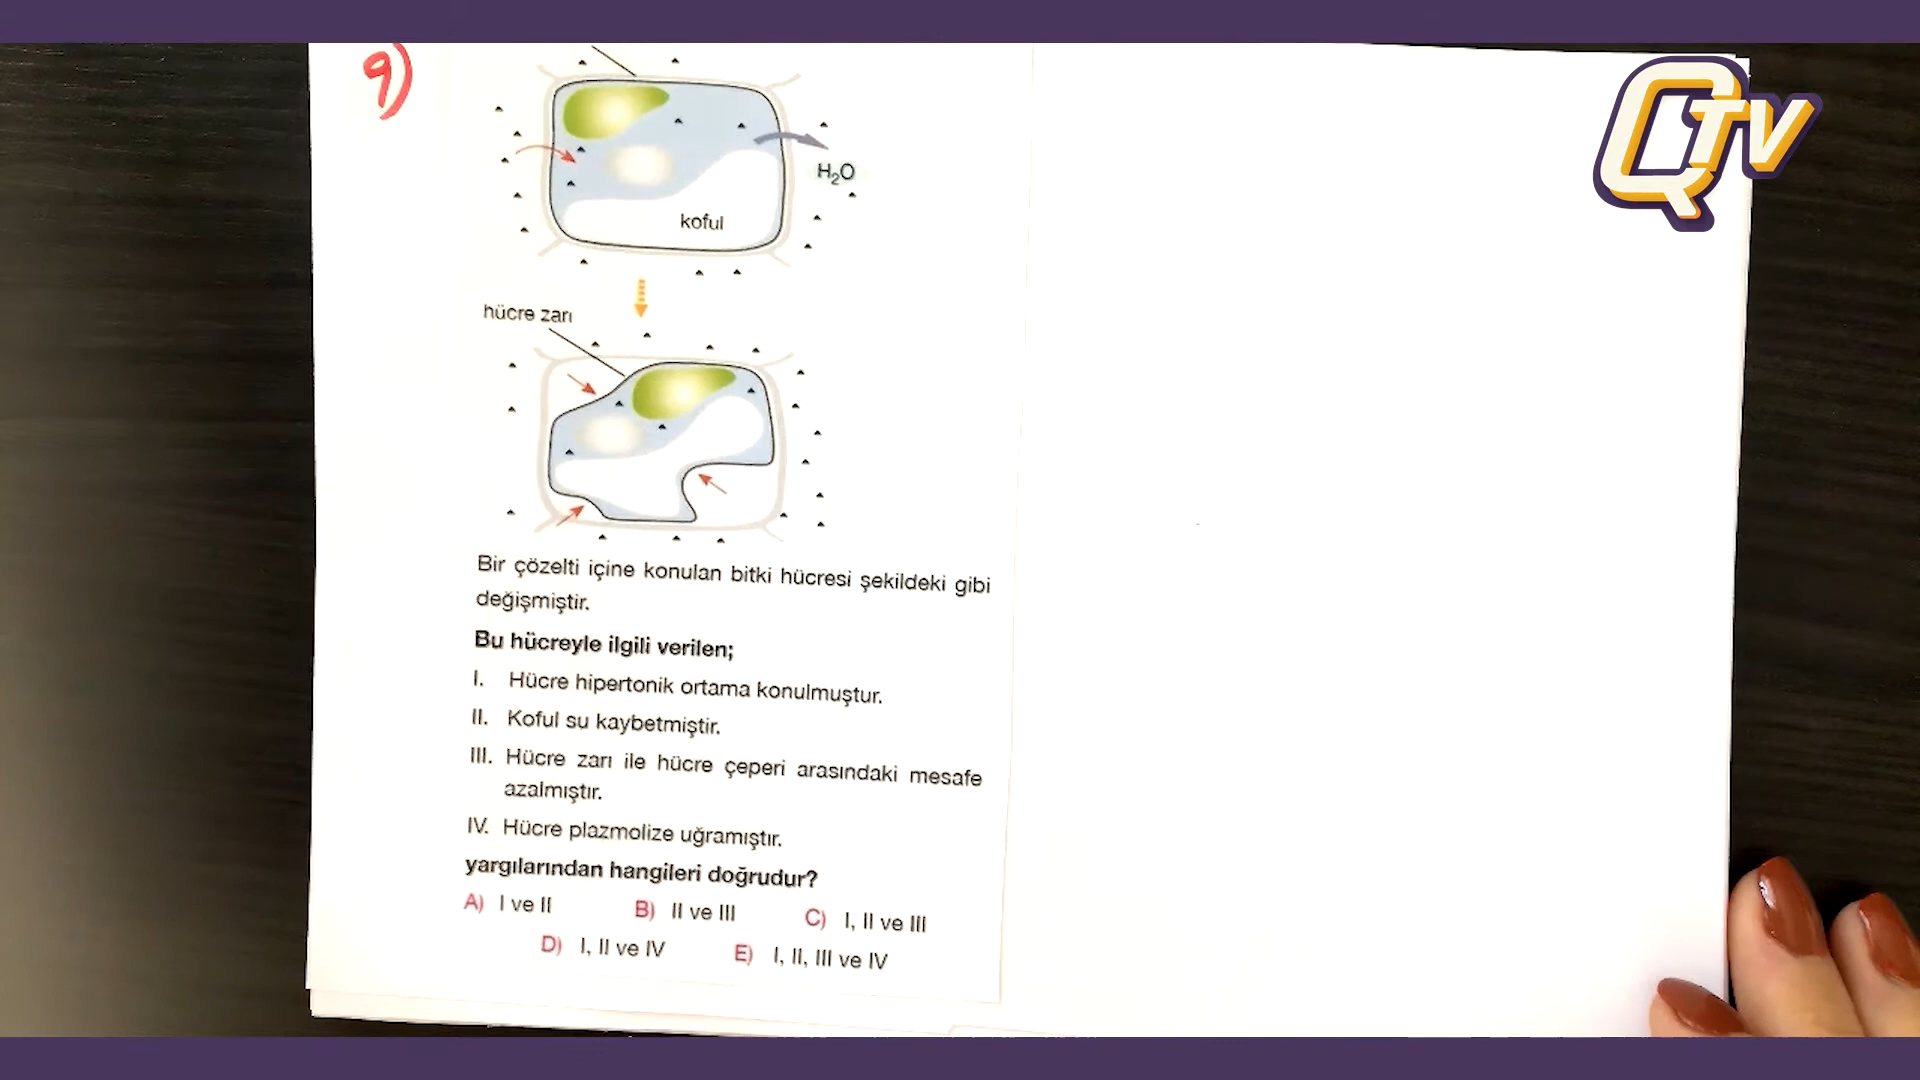 9)
QTV
H2O
koful
hücre zarı
Bir çözelti içine konulan bitki hücresi şekildeki gibi
değişmiştir.
Bu hücreyle ilgili verilen;
I. Hücre hipertonik ortama konulmuştur.
II. Koful su kaybetmiştir.
III. Hücre zarı ile hücre çeperi arasındaki mesafe
azalmıştır.
IV. Hücre plazmolize uğramıştır.
yargılarından hangileri doğrudur?
A) I ve II B) II ve III C) I, II ve III
D) I, II ve IV E) I, II, III ve IV